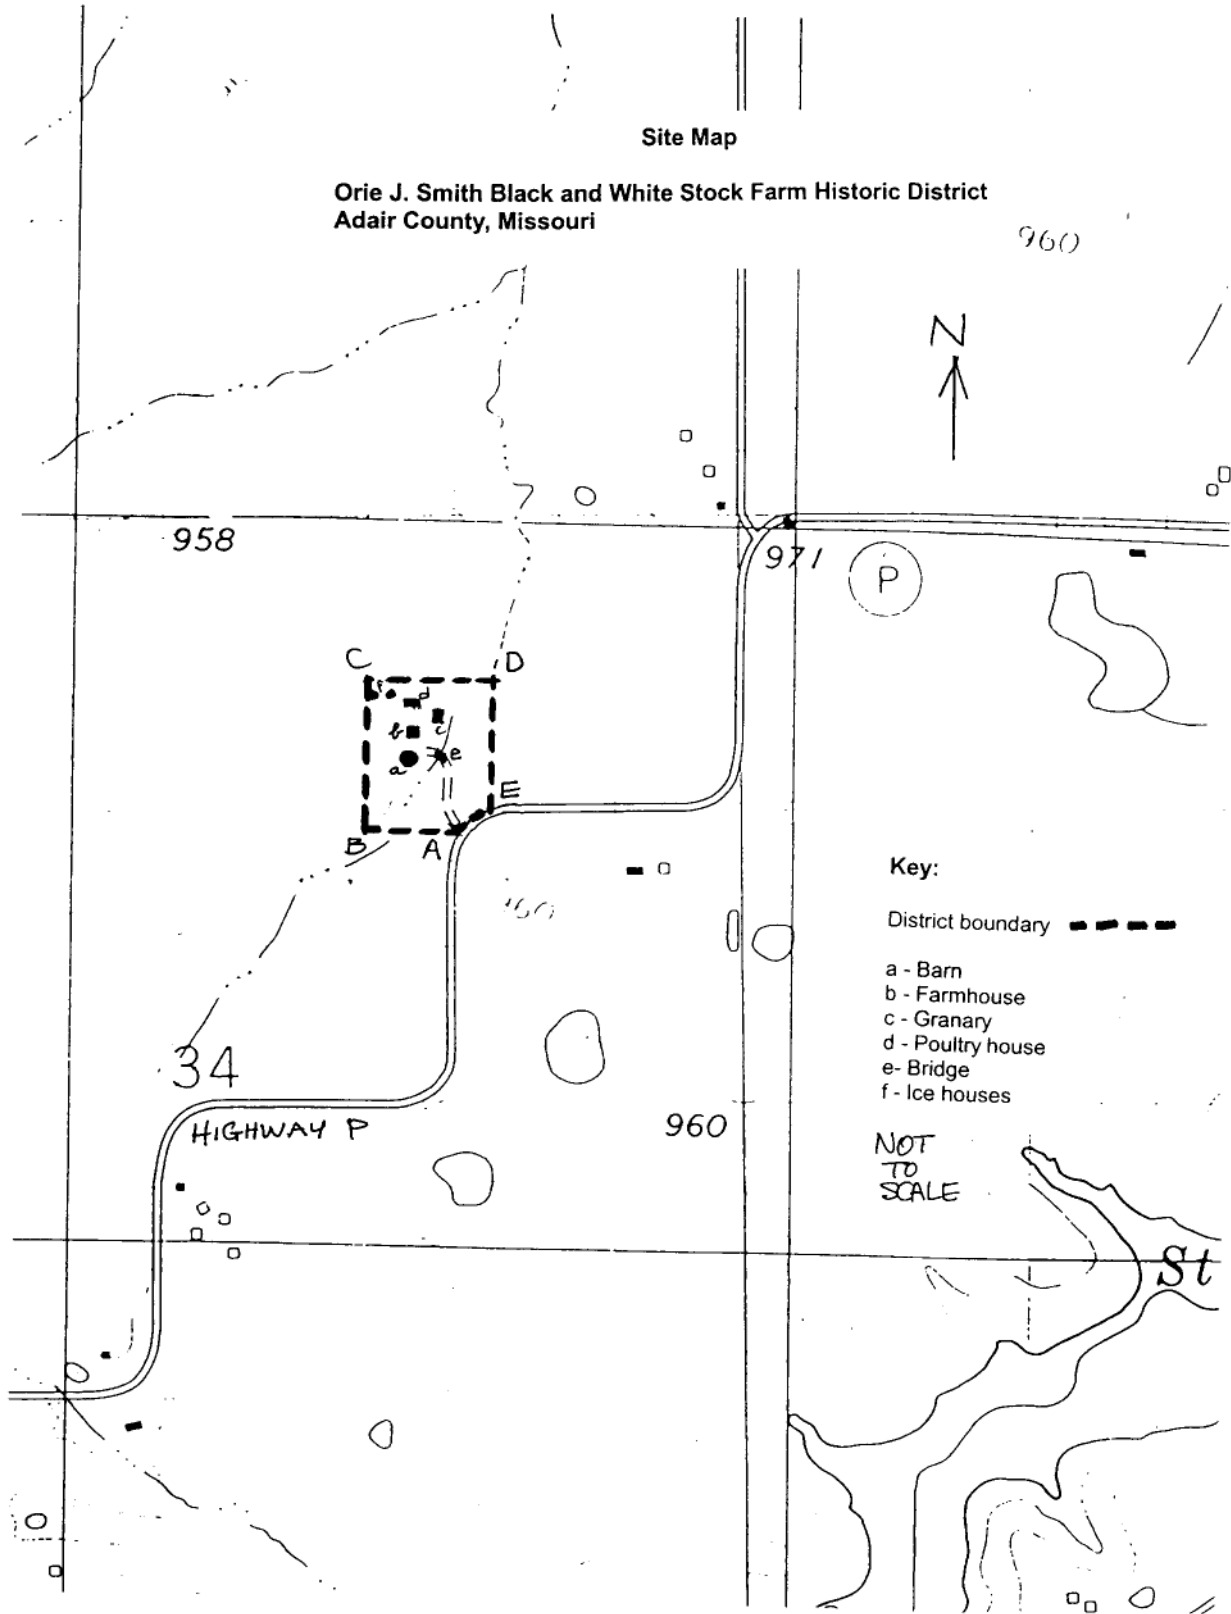 Site Map
Orie J. Smith Black and White Stock Farm Historic District
Adair County, Missouri
960
N
958
971
P
C
D
f
d
b
c
a
e
E
B
A
Key:
District boundary
a - Barn
b - Farmhouse
c - Granary
d - Poultry house
e- Bridge
f - Ice houses
34
HIGHWAY P
960
NOT
TO
SCALE
St